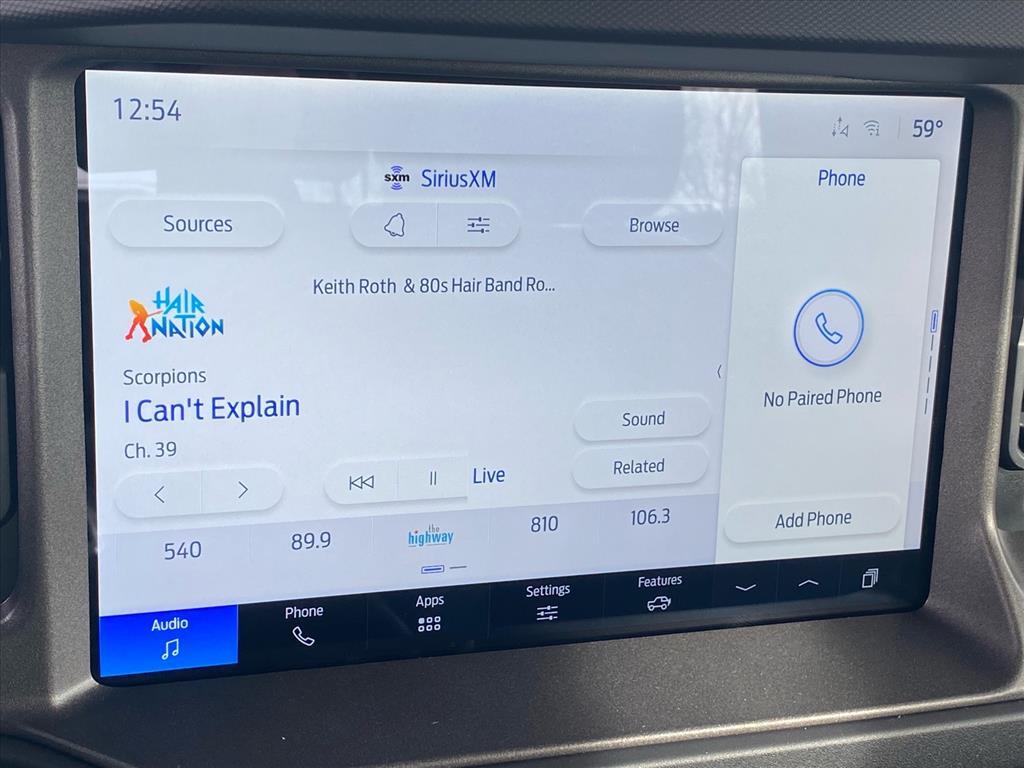 12:54
59°
sxm SiriusXM
Phone
Sources
Browse
Keith Roth & 80s Hair Band Ro...
HAIR
NATION
Scorpions
I Can't Explain
Ch. 39
No Paired Phone
Sound
Related
Live
Add Phone
540
89.9
the
highway
810
106.3
Audio
Phone
Apps
Settings
Features